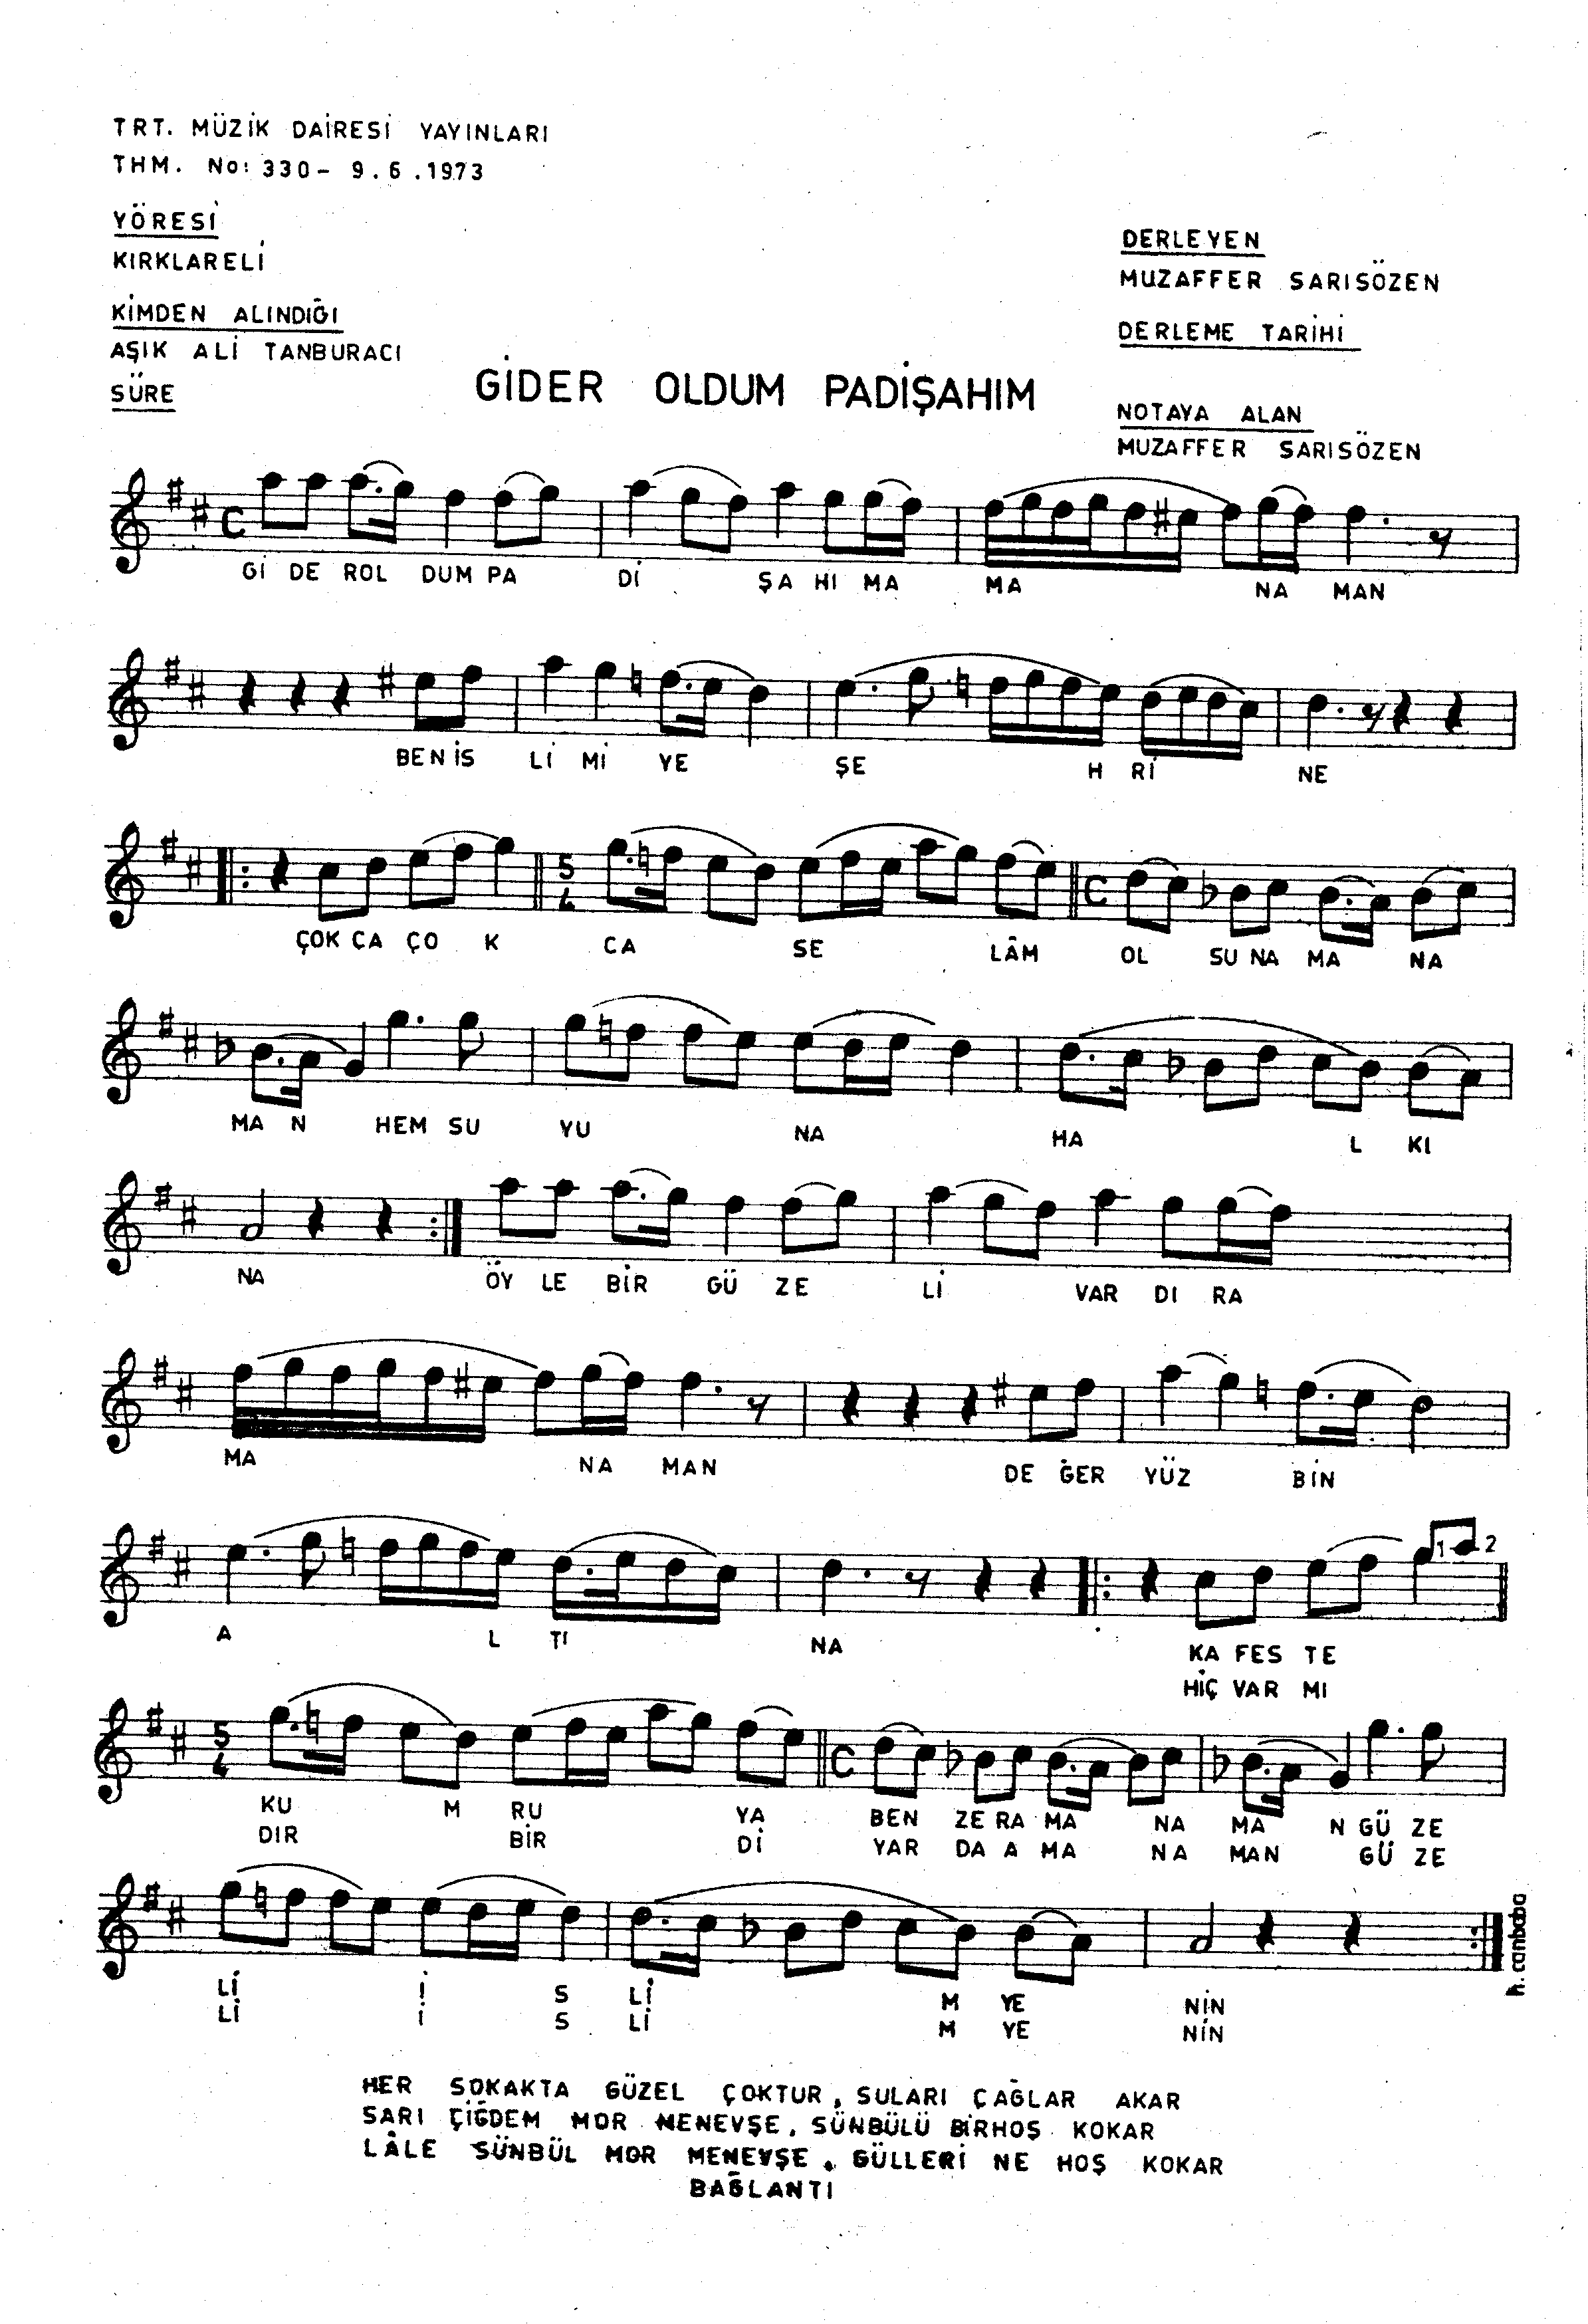 TRT. MÜZİK DAİRESİ YAYINLARI
THM. No: 330- 9.6.1973
YÖRESİ
KIRKLARELİ
KİMDEN ALINDIĞI
AŞIK ALİ TANBURACI
SÜRE
DERLEYEN
MUZAFFER SARISÖZEN
DERLEME TARİHİ
NOTAYA ALAN
MUZAFFER SARISÖZEN
GİDER OLDUM PADİŞAHIM
Gİ DE ROL DUM PA Dİ ŞA HI MA MA NA MAN
BEN İS Lİ Mİ YE ŞE H Rİ NE
5
4
ÇOK ÇA ÇO K CA SE LÂM OL SU NA MA NA
MA N HEM SU YU NA HA L KI
NA ÖY LE BİR GÜ ZE Lİ VAR DI RA
MA NA MAN DE ĞER YÜZ BİN
1 2
A L TI NA KA FES TE
HİÇ VAR MI
5
4
KU M RU YA BEN ZE RA MA NA MA N GÜ ZE
DIR BİR Dİ YAR DA A MA NA MAN GÜ ZE
Lİ İ S Lİ M YE NİN
Lİ İ S Lİ M YE NİN
h. canbaba
HER SOKAKTA GÜZEL ÇOKTUR, SULARI ÇAĞLAR AKAR
SARI ÇİĞDEM MOR MENEVŞE, SÜNBÜLÜ BİRHOŞ KOKAR
LÂLE SÜNBÜL MOR MENEVŞE, GÜLLERİ NE HOŞ KOKAR
BAĞLANTI